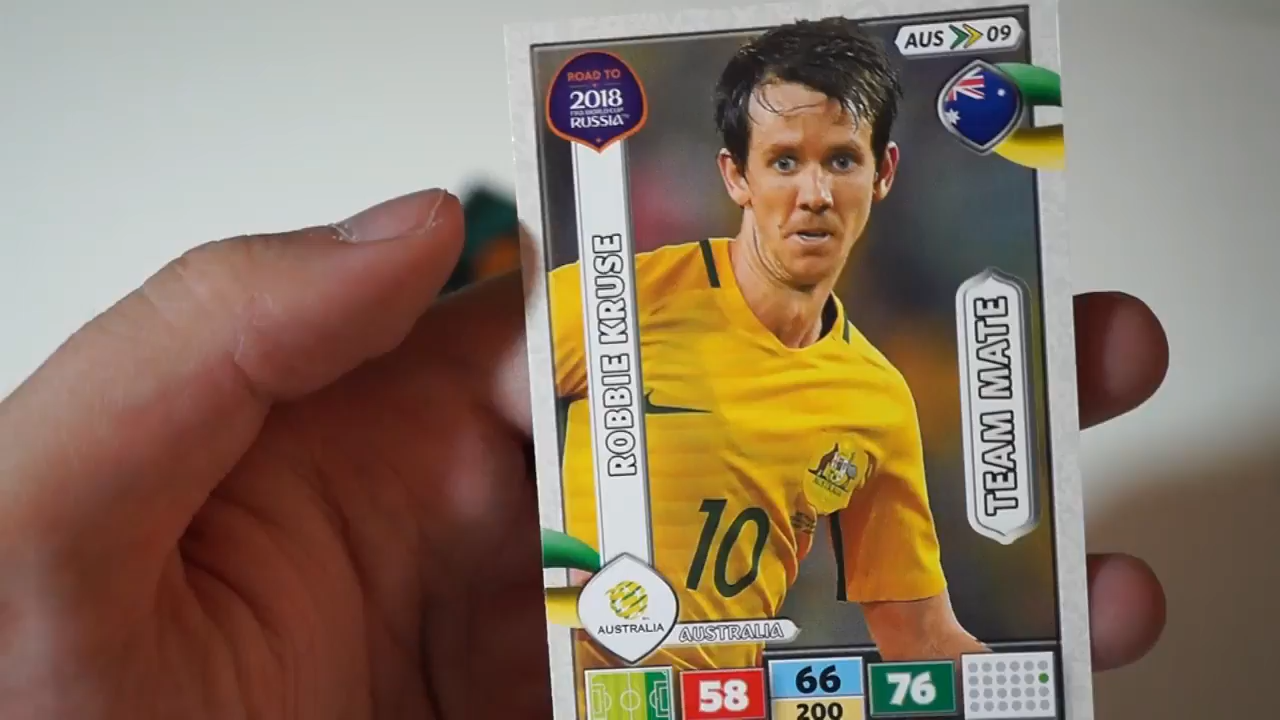 AUS 09
ROAD TO
2018
FIFA WORLD CUP
RUSSIA
ROBBIE KRUSE
TEAM MATE
10
AUSTRALIA
AUSTRALIA
58
66
200
76